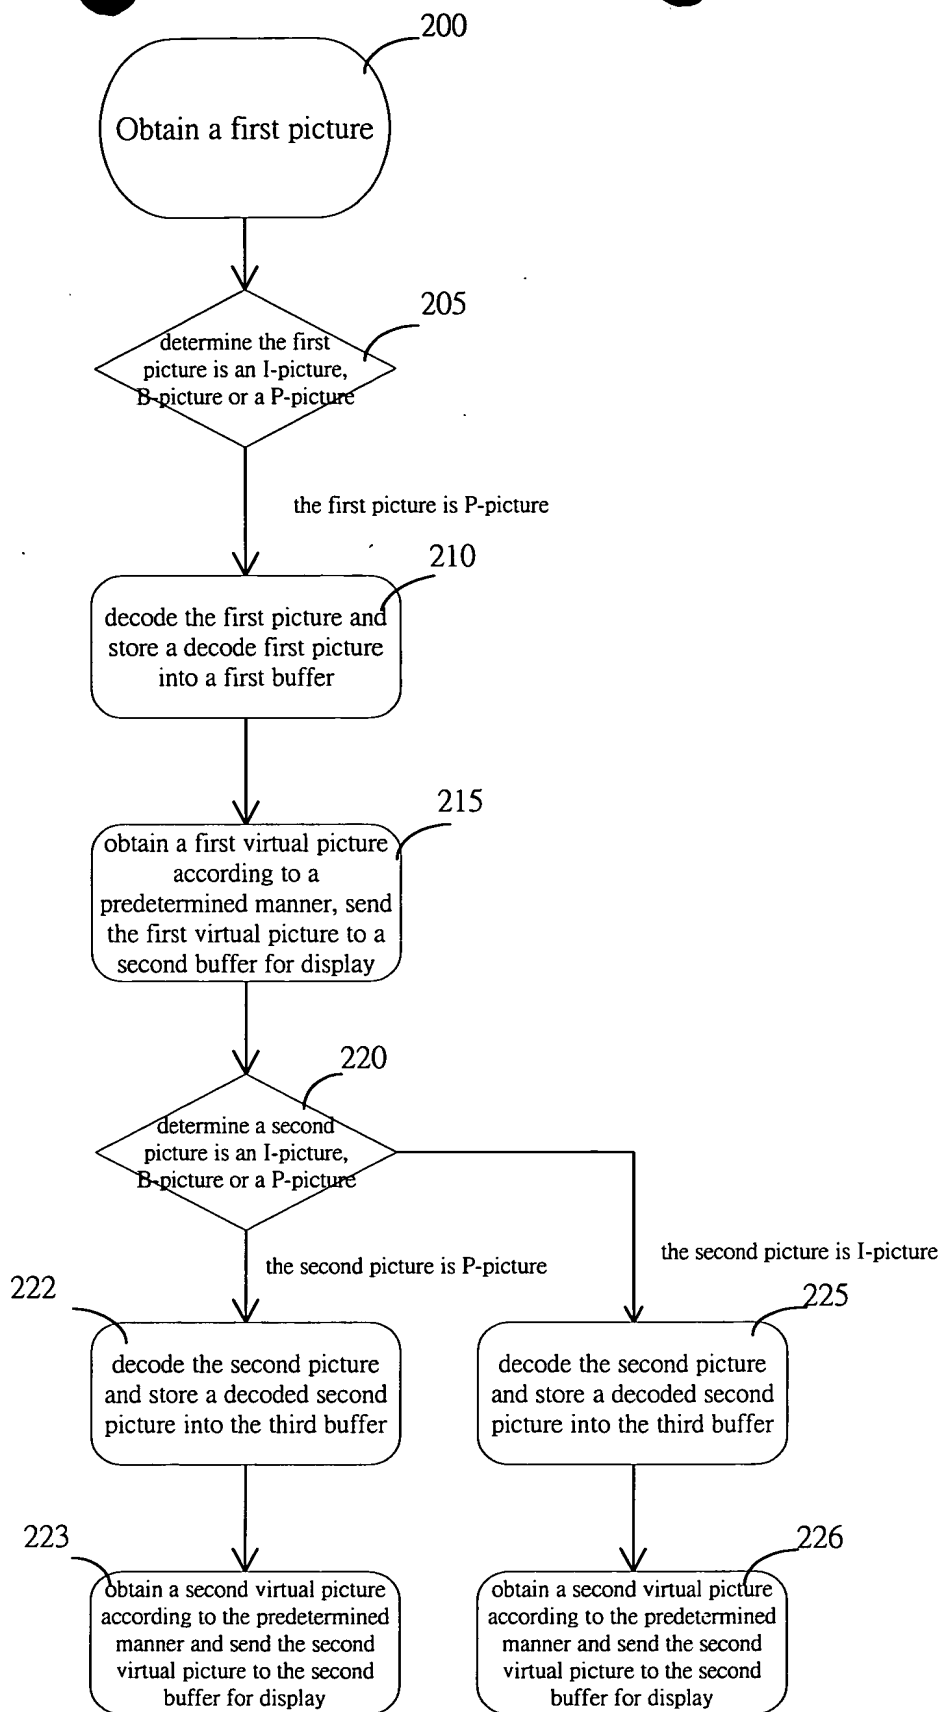 200
Obtain a first picture
205
determine the first
picture is an I-picture,
B-picture or a P-picture
the first picture is P-picture
210
decode the first picture and
store a decode first picture
into a first buffer
215
obtain a first virtual picture
according to a
predetermined manner, send
the first virtual picture to a
second buffer for display
220
determine a second
picture is an I-picture,
B-picture or a P-picture
the second picture is P-picture
the second picture is I-picture
222
decode the second picture
and store a decoded second
picture into the third buffer
225
decode the second picture
and store a decoded second
picture into the third buffer
223
obtain a second virtual picture
according to the predetermined
manner and send the second
virtual picture to the second
buffer for display
226
obtain a second virtual picture
according to the predetermined
manner and send the second
virtual picture to the second
buffer for display